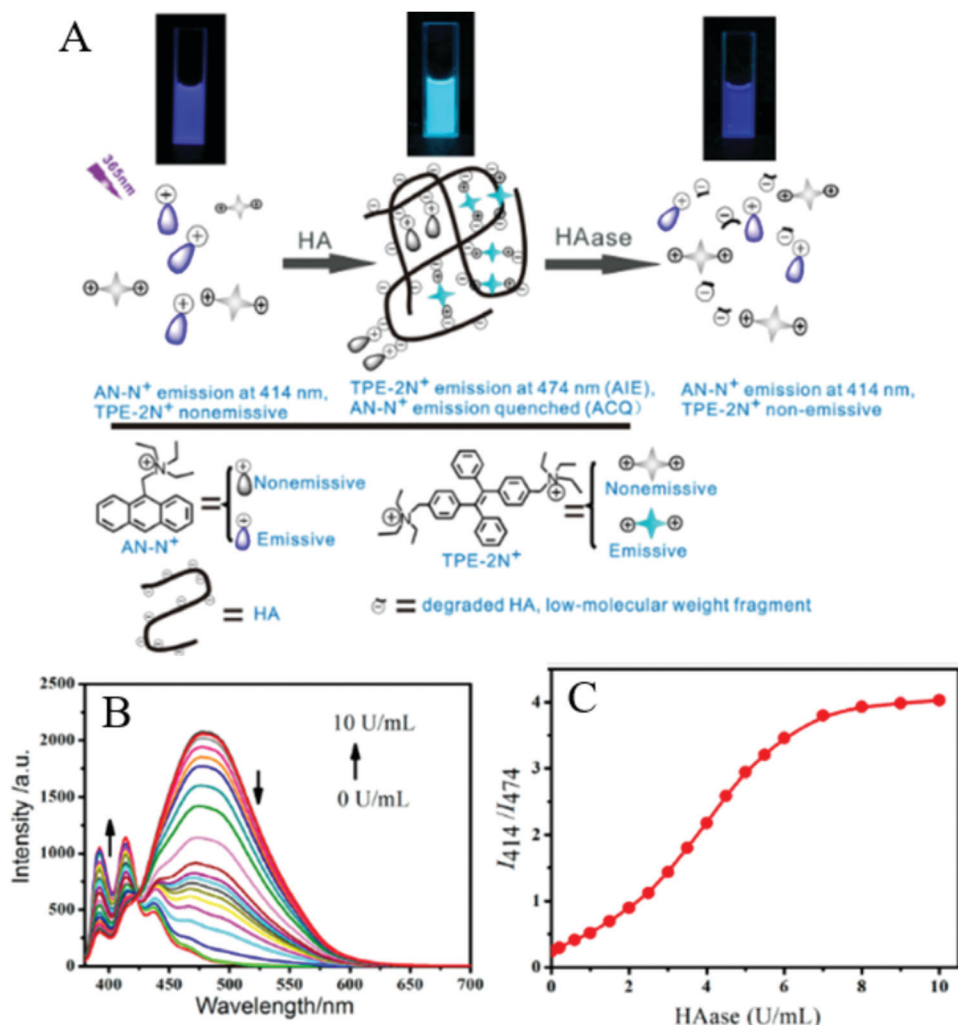 A
365nm
HA
HAase
AN-N⁺ emission at 414 nm,
TPE-2N⁺ nonemissive
TPE-2N⁺ emission at 474 nm (AIE),
AN-N⁺ emission quenched (ACQ)
AN-N⁺ emission at 414 nm,
TPE-2N⁺ non-emissive
N
AN-N⁺
=
Nonemissive
Emissive
N
N
TPE-2N⁺
=
Nonemissive
Emissive
= HA
= degraded HA, low-molecular weight fragment
B
2500
2000
1500
1000
500
0
Intensity /a.u.
10 U/mL
0 U/mL
400 450 500 550 600 650 700
Wavelength/nm
C
4
3
2
1
0
I414 /I474
0 2 4 6 8 10
HAase (U/mL)